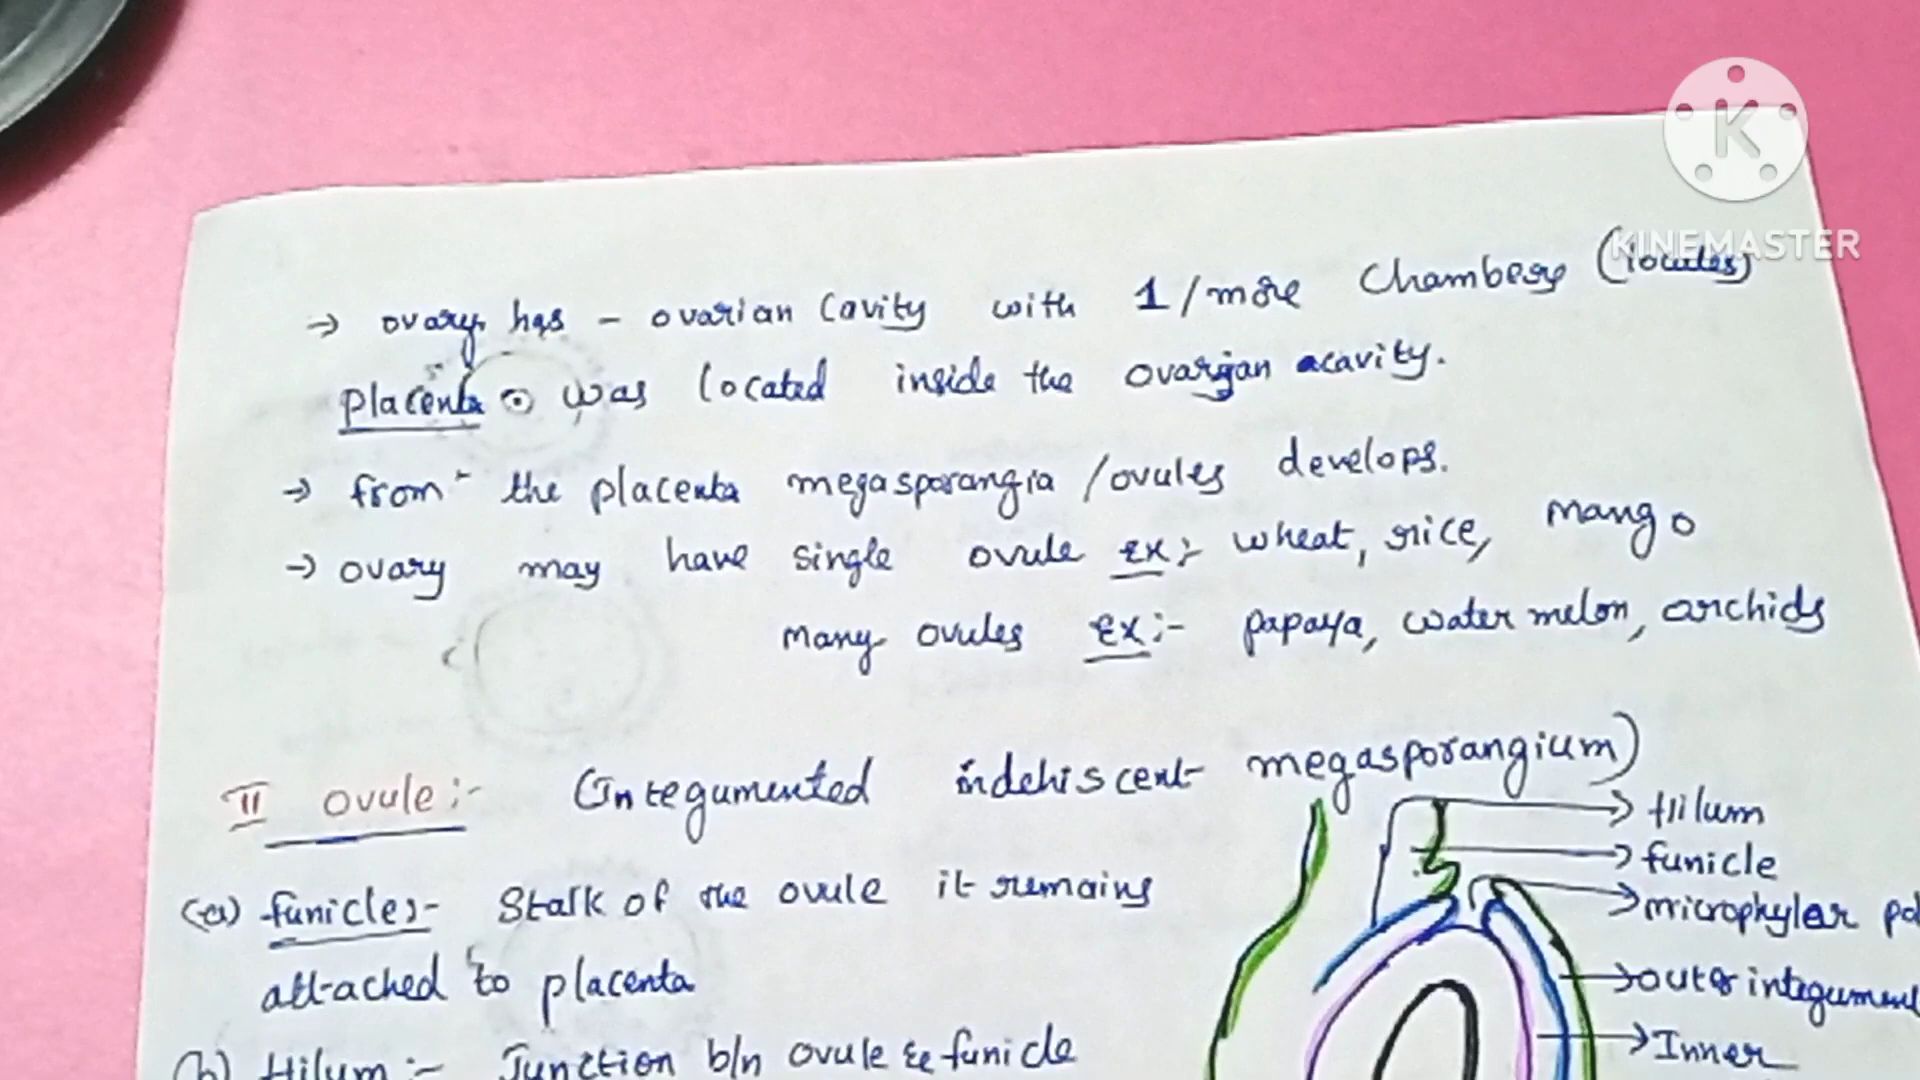 KINEMASTER
→ ovary has - ovarian Cavity with 1/more Chambers (locules)
placenta was located inside the ovarian acavity.
→ from the placenta megasporangia / ovules develops.
→ ovary may have single ovule Ex:- wheat, rice, mango
many ovules Ex:- papaya, water melon, orchids
II ovule:- (Integumented indehiscent megasporangium)
Hilum
funicle
(a) funicle:- Stalk of the ovule it remains
microphylar
attached to placenta
outer
Inner
(b) Hilum:- Junction b/n ovule & funicle